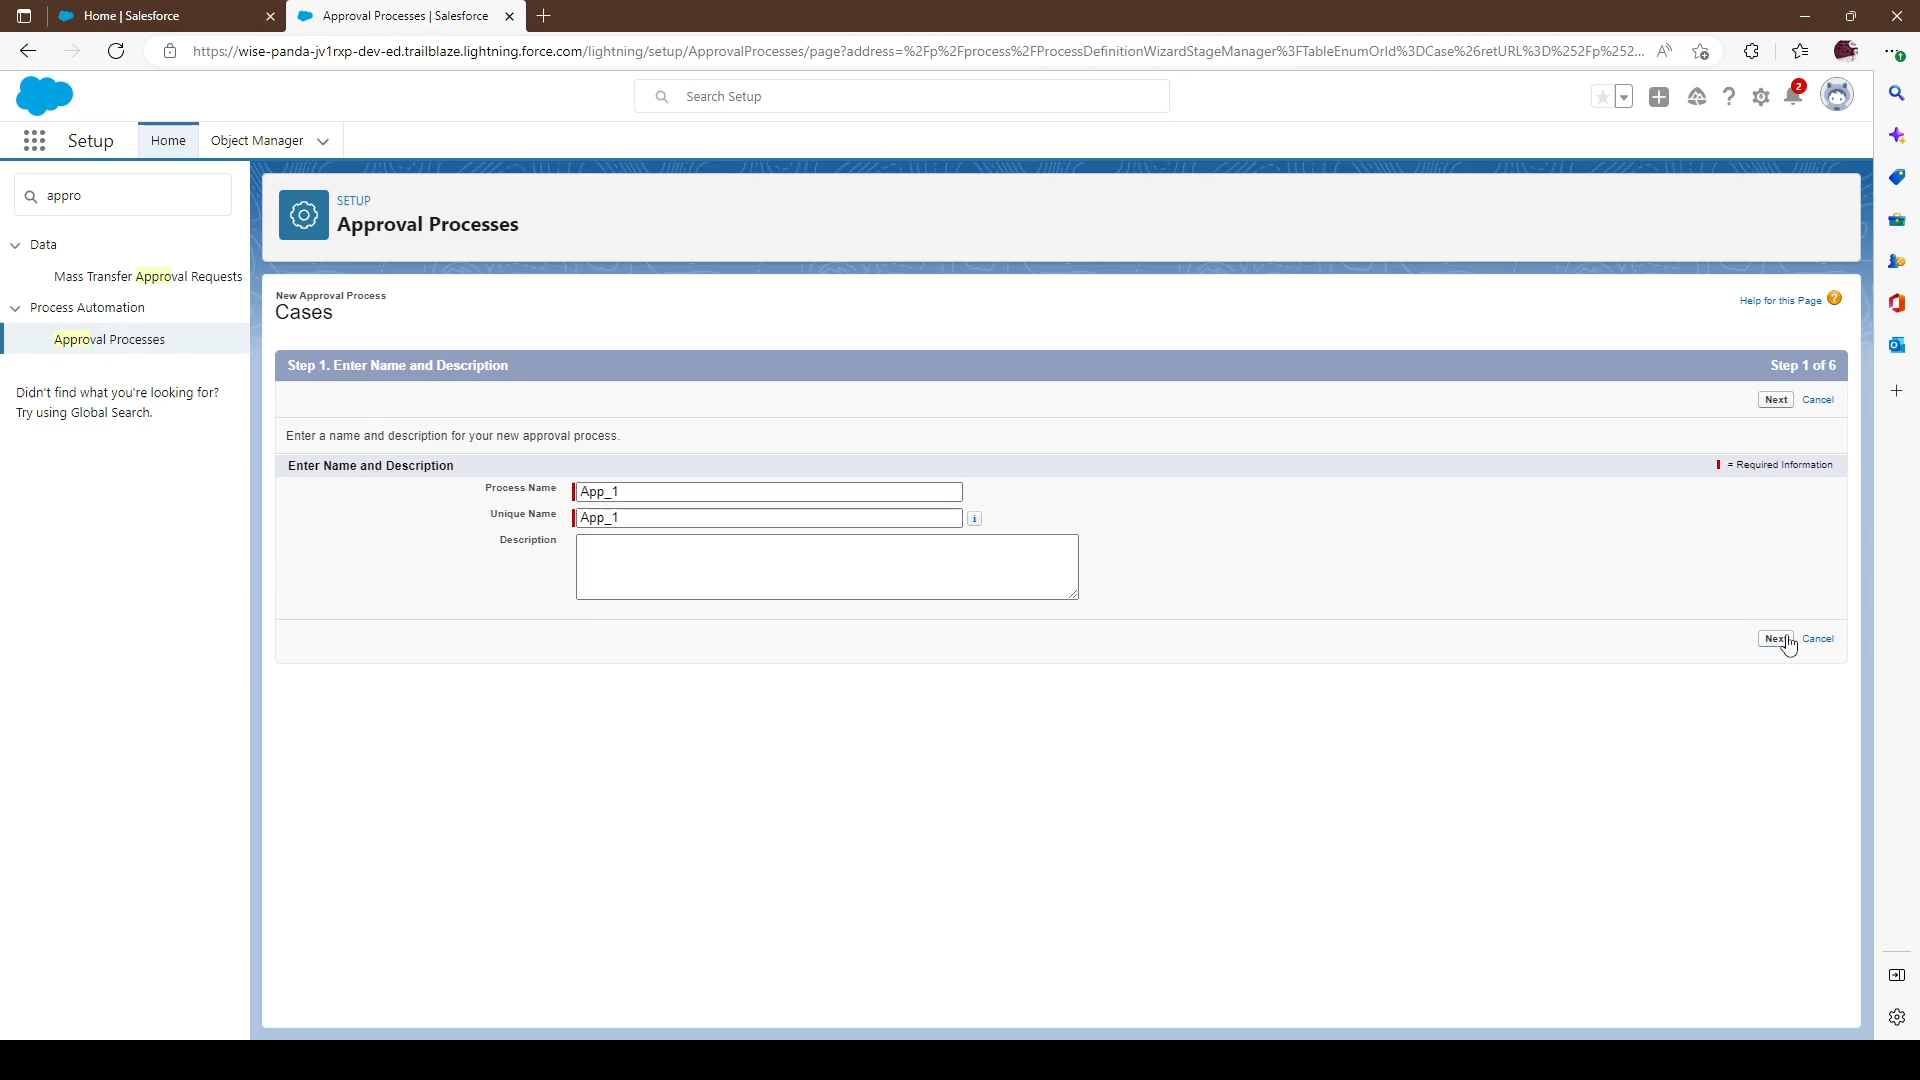 Home | Salesforce
Approval Processes | Salesforce
https://wise-panda-jv1rxp-dev-ed.trailblaze.lightning.force.com/lightning/setup/ApprovalProcesses/page?address=%2Fp%2Fprocess%2FProcessDefinitionWizardStageManager%3FTableEnumOrId%3DCase%26retURL%3D%252Fp%252...
Search Setup
2
Setup
Home
Object Manager
appro
Data
Mass Transfer Approval Requests
Process Automation
Approval Processes
Didn't find what you're looking for?
Try using Global Search.
SETUP
Approval Processes
New Approval Process
Cases
Help for this Page
Step 1. Enter Name and Description
Step 1 of 6
Next
Cancel
Enter a name and description for your new approval process.
Enter Name and Description
= Required Information
Process Name
App_1
Unique Name
App_1
i
Description
Next
Cancel